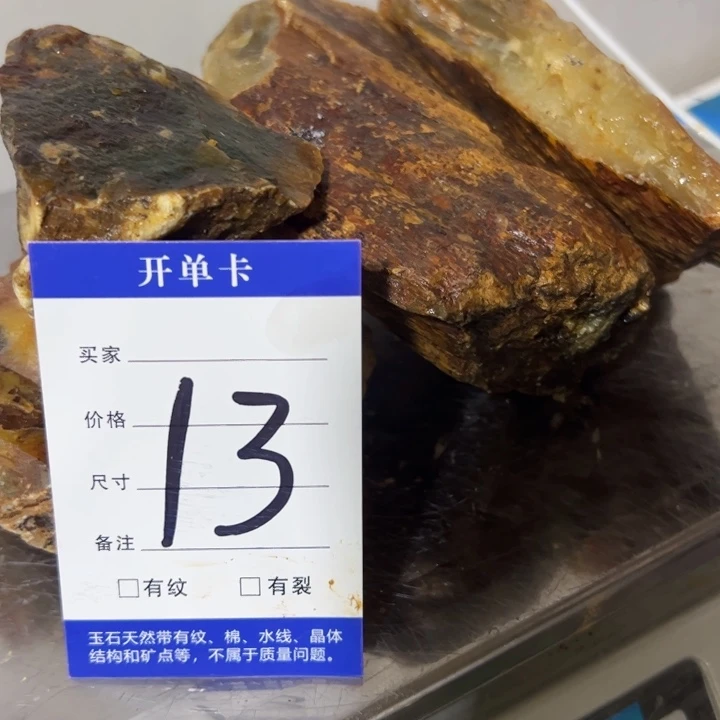 开单卡
买家
价格
13
尺寸
备注
□有纹 □有裂
玉石天然带有纹、棉、水线、晶体
结构和矿点等，不属于质量问题。